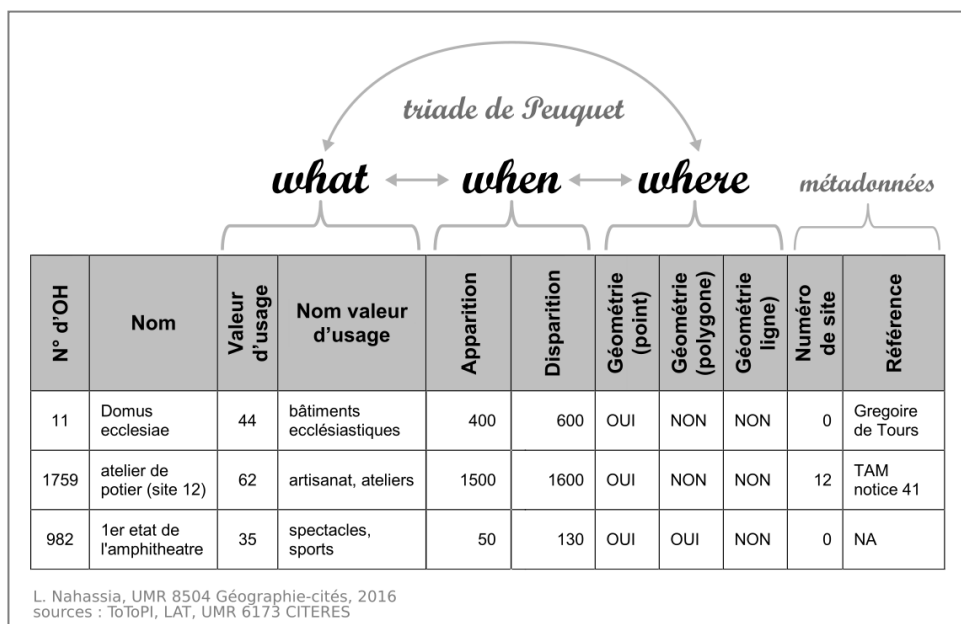 triade de Peuquet
what when where métadonnées
N° d'OH
Nom
Valeur
d'usage
Nom valeur
d'usage
Apparition
Disparition
Géométrie
(point)
Géométrie
(polygone)
Géométrie
ligne)
Numéro
de site
Référence
11
Domus
ecclesiae
44
bâtiments
ecclésiastiques
400
600
OUI
NON
NON
0
Gregoire
de Tours
1759
atelier de
potier (site 12)
62
artisanat, ateliers
1500
1600
OUI
NON
NON
12
TAM
notice 41
982
1er etat de
l'amphitheatre
35
spectacles,
sports
50
130
OUI
OUI
NON
0
NA
L. Nahassia, UMR 8504 Géographie-cités, 2016
sources : ToToPI, LAT, UMR 6173 CITERES